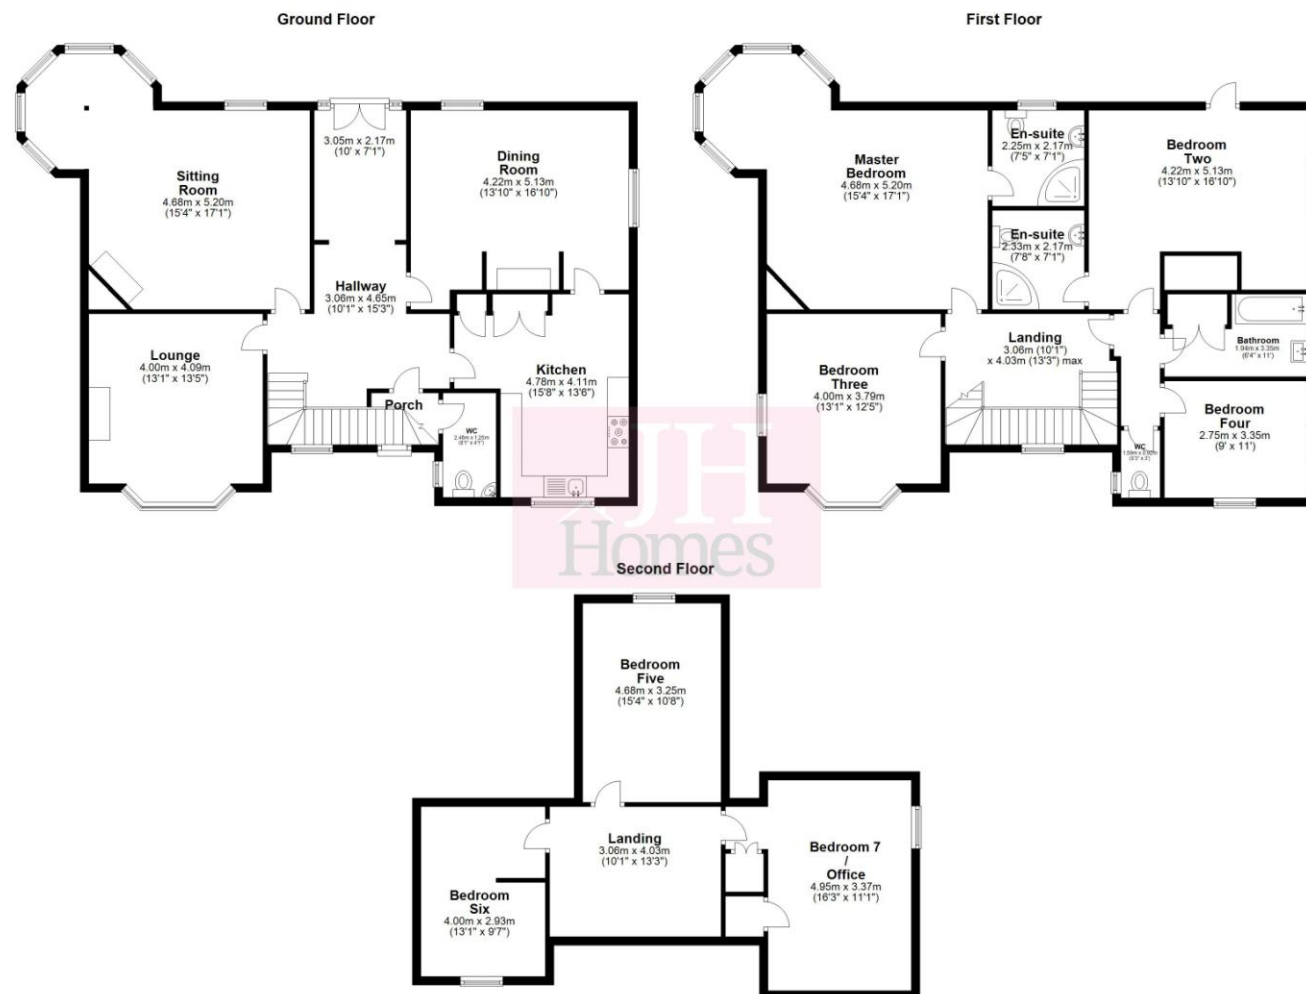 Ground Floor
3.05m x 2.17m
(10' x 7'1")
Dining
Room
4.22m x 5.13m
(13'10" x 16'10")
Sitting
Room
4.68m x 5.20m
(15'4" x 17'1")
Hallway
3.06m x 4.65m
(10'1" x 15'3")
Lounge
4.00m x 4.09m
(13'1" x 13'5")
Kitchen
4.78m x 4.11m
(15'8" x 13'6")
Porch
WC
First Floor
En-suite
2.25m x 2.17m
(7'5" x 7'1")
Bedroom
Two
4.22m x 5.13m
(13'10" x 16'10")
Master
Bedroom
4.68m x 5.20m
(15'4" x 17'1")
En-suite
2.33m x 2.17m
(7'8" x 7'1")
Landing
3.06m (10'1")
x 4.03m (13'3") max
Bathroom
1.94m x 3.35m
(6'4" x 11')
Bedroom
Three
4.00m x 3.79m
(13'1" x 12'5")
Bedroom
Four
2.75m x 3.35m
(9' x 11')
WC
JH
Homes
Second Floor
Bedroom
Five
4.68m x 3.25m
(15'4" x 10'8")
Landing
3.06m x 4.03m
(10'1" x 13'3")
Bedroom 7
/
Office
4.95m x 3.37m
(16'3" x 11'1")
Bedroom
Six
4.00m x 2.93m
(13'1" x 9'7")